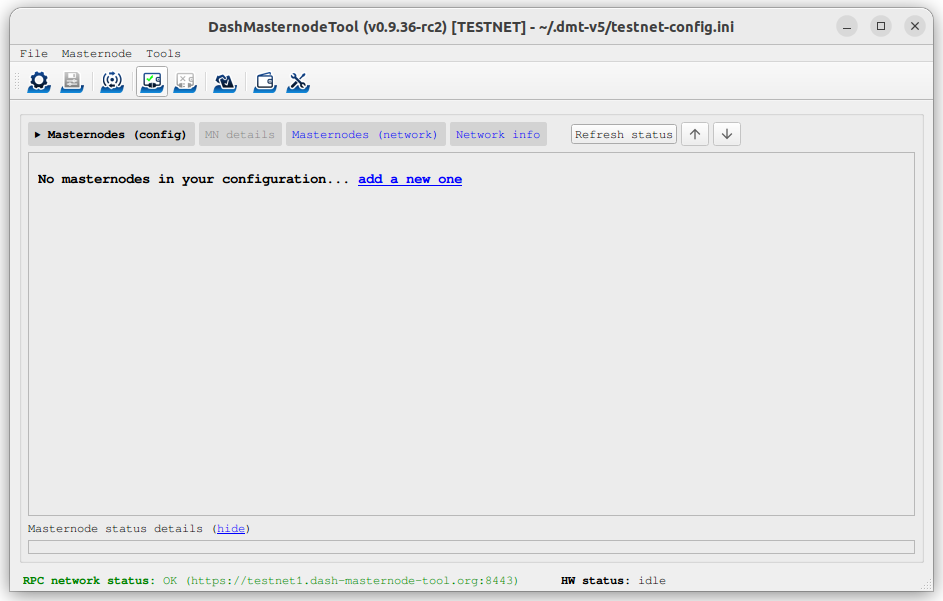 DashMasternodeTool (v0.9.36-rc2) [TESTNET] - ~/.dmt-v5/testnet-config.ini
File Masternode Tools
▸ Masternodes (config) MN details Masternodes (network) Network info Refresh status ↑ ↓
No masternodes in your configuration... add a new one
Masternode status details (hide)
RPC network status: OK (https://testnet1.dash-masternode-tool.org:8443) HW status: idle